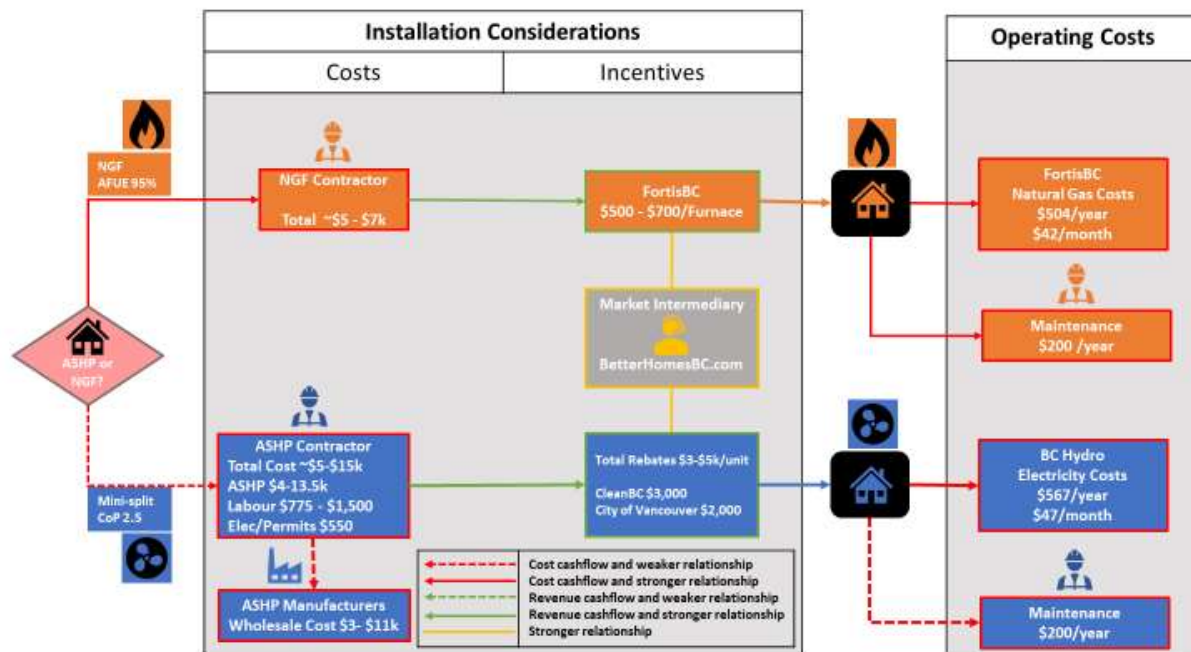 Installation Considerations
Costs
Incentives
Operating Costs
NGF
AFUE 95%
NGF Contractor
Total ~$5 - $7k
FortisBC
$500 - $700/Furnace
FortisBC
Natural Gas Costs
$504/year
$42/month
Maintenance
$200 /year
Market Intermediary
BetterHomesBC.com
ASHP or
NGF?
Mini-split
CoP 2.5
ASHP Contractor
Total Cost ~$5-$15k
ASHP $4-13.5k
Labour $775 - $1,500
Elec/Permits $550
Total Rebates $3-$5k/unit
CleanBC $3,000
City of Vancouver $2,000
BC Hydro
Electricity Costs
$567/year
$47/month
Maintenance
$200/year
ASHP Manufacturers
Wholesale Cost $3- $11k
Cost cashflow and weaker relationship
Cost cashflow and stronger relationship
Revenue cashflow and weaker relationship
Revenue cashflow and stronger relationship
Stronger relationship